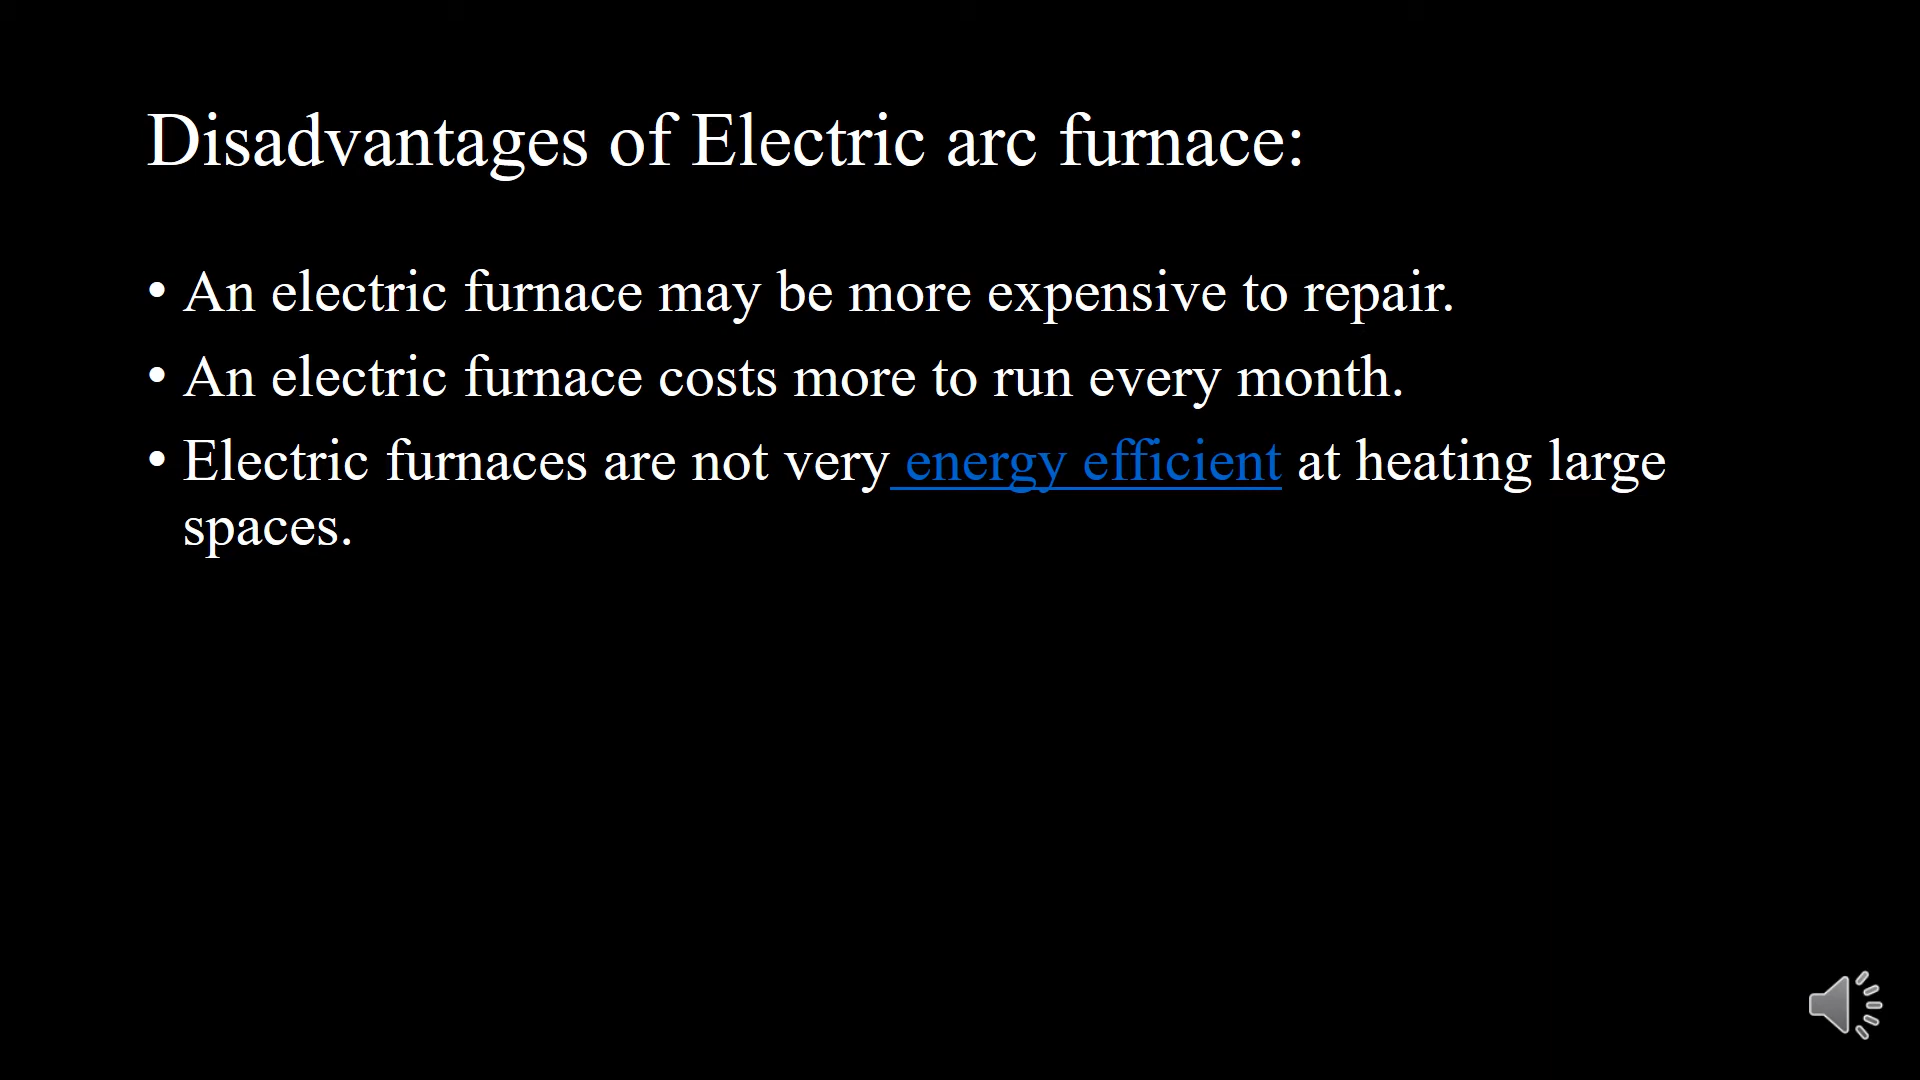 Disadvantages of Electric arc furnace:
• An electric furnace may be more expensive to repair.
• An electric furnace costs more to run every month.
• Electric furnaces are not very energy efficient at heating large
spaces.